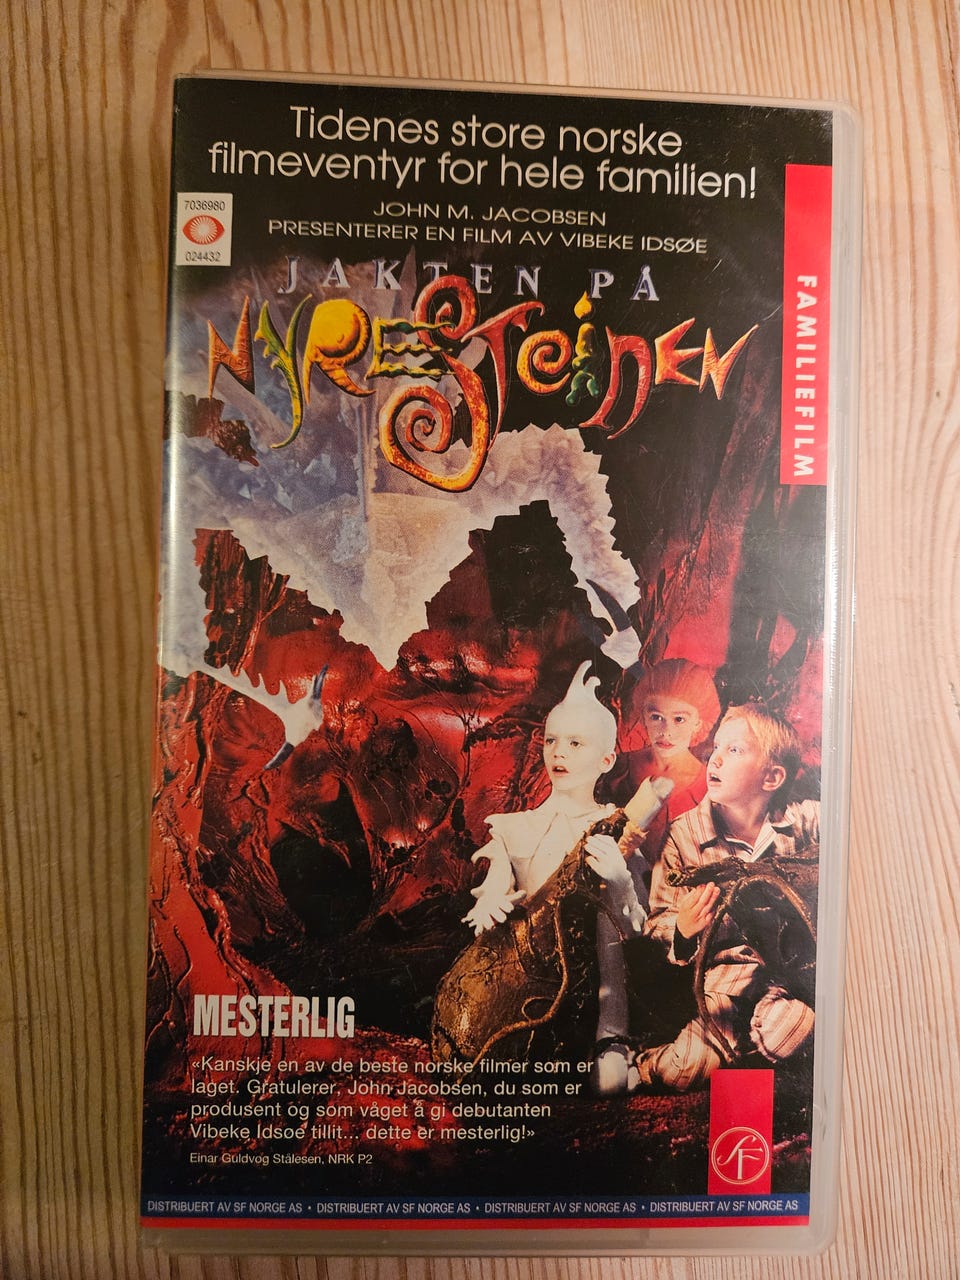 Tidenes store norske
filmeventyr for hele familien!
7036980
024432
JOHN M. JACOBSEN
PRESENTERER EN FILM AV VIBEKE IDSØE
JAKTEN PÅ
NYRESTEINEN
FAMILIEFILM
MESTERLIG
«Kanskje en av de beste norske filmer som er
laget. Gratulerer, John Jacobsen, du som er
produsent og som våget å gi debutanten
Vibeke Idsøe tillit... dette er mesterlig!»
Einar Guldvog Stålesen, NRK P2
SF
DISTRIBUERT AV SF NORGE AS • DISTRIBUERT AV SF NORGE AS • DISTRIBUERT AV SF NORGE AS • DISTRIBUERT AV SF NORGE AS